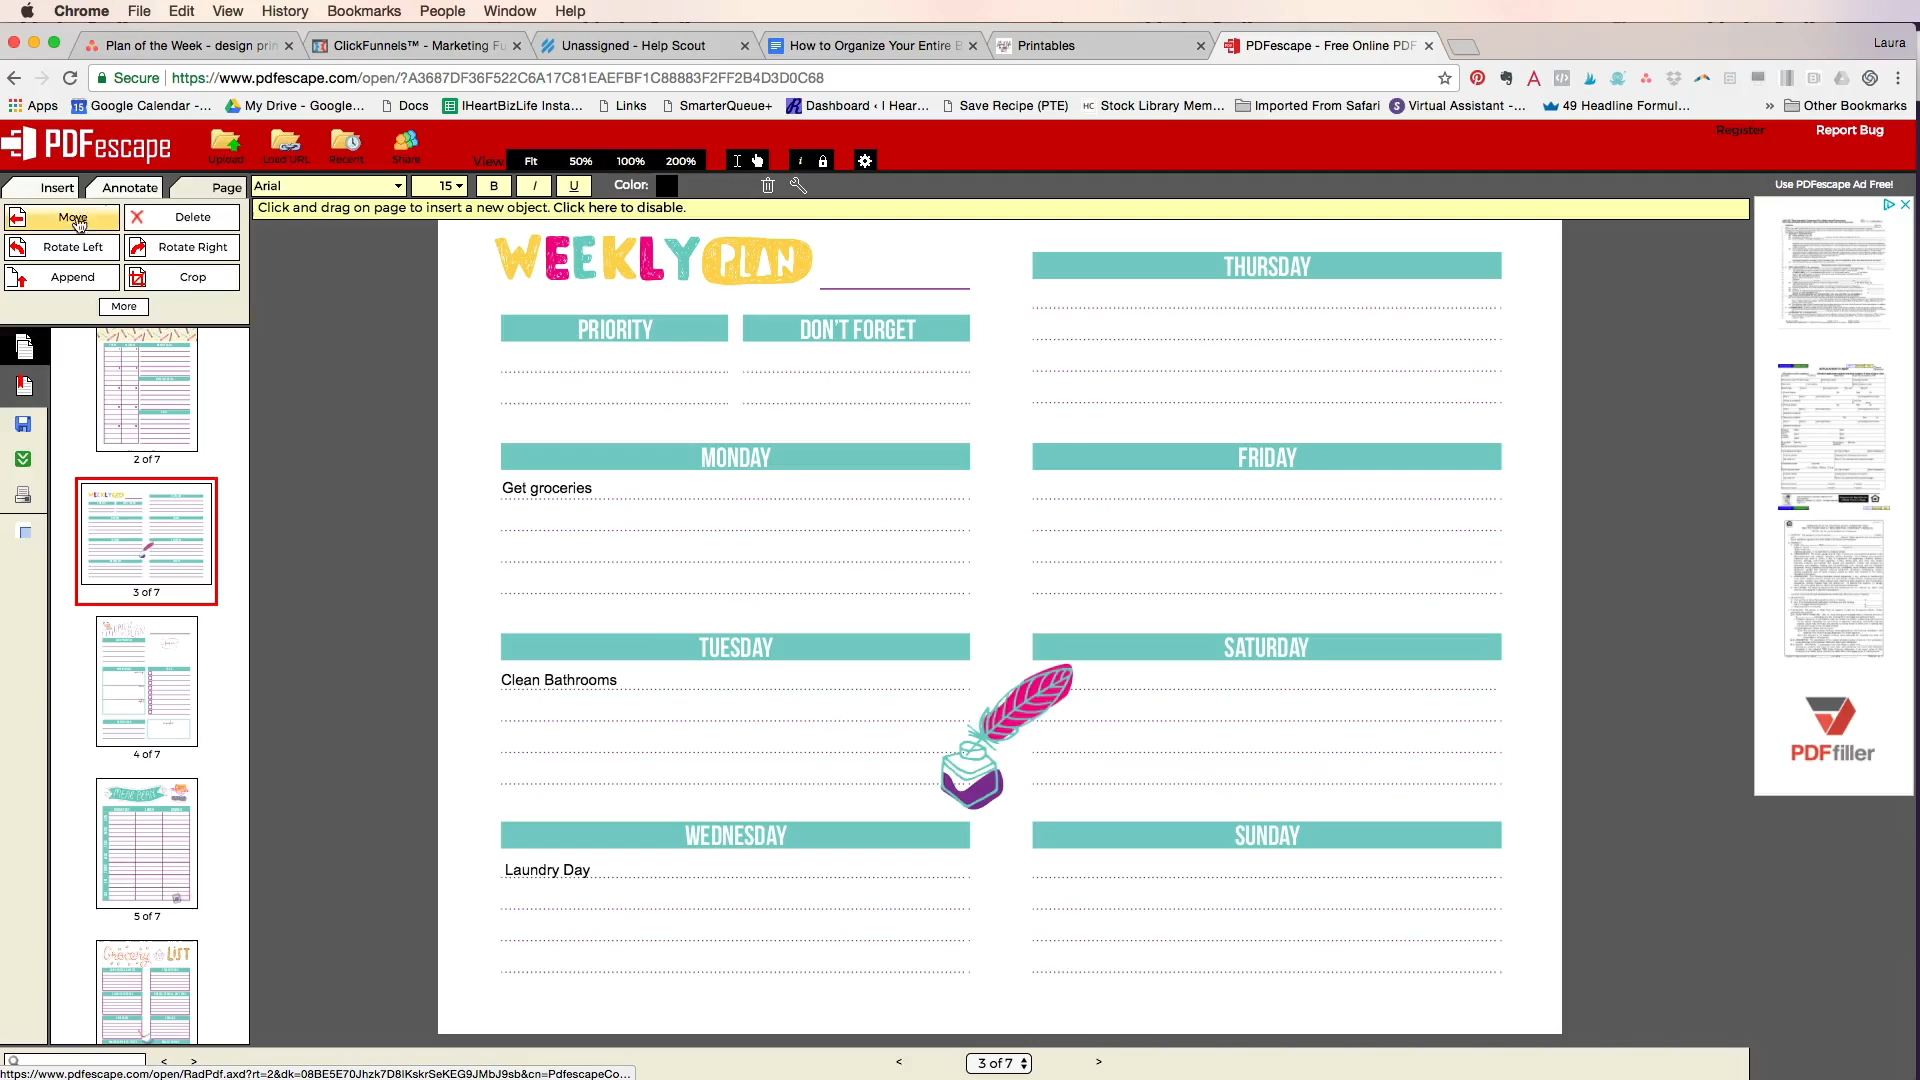 Chrome File Edit View History Bookmarks People Window Help
Plan of the Week - design prin
ClickFunnels™ - Marketing Fu
Unassigned - Help Scout
How to Organize Your Entire B
Printables
PDFescape - Free Online PDF
Laura
Secure https://www.pdfescape.com/open/?A3687DF36F522C6A17C81EAEFBF1C88883F2FF2B4D3D0C68
Apps Google Calendar -... My Drive - Google... Docs IHeartBizLife Insta... Links SmarterQueue+ Dashboard ‹ I Hear... Save Recipe (PTE) Stock Library Mem... Imported From Safari Virtual Assistant -... 49 Headline Formul... » Other Bookmarks
PDFescape
Upload Load URL Recent Share
View Fit 50% 100% 200%
Register Report Bug
Insert Annotate Page
Arial 15 B I U Color:
Use PDFescape Ad Free!
Click and drag on page to insert a new object. Click here to disable.
Move Delete
Rotate Left Rotate Right
Append Crop
More
2 of 7
3 of 7
4 of 7
MEAL PLAN
5 of 7
Grocery LIST
WEEKLY PLAN
PRIORITY DON'T FORGET
MONDAY
Get groceries
TUESDAY
Clean Bathrooms
WEDNESDAY
Laundry Day
THURSDAY
FRIDAY
SATURDAY
SUNDAY
PDFfiller
< >
< 3 of 7 >
https://www.pdfescape.com/open/RadPdf.axd?rt=2&dk=08BE5E70Jhzk7D8IKskrSeKEG9JMbJ9sb&cn=PdfescapeCo...